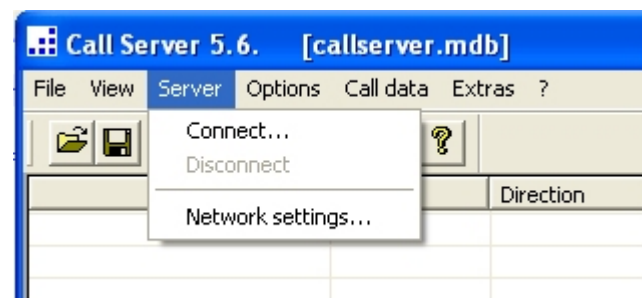 Call Server 5.6. [callserver.mdb]
File View Server Options Call data Extras ?
Connect...
Disconnect
Direction
Network settings...